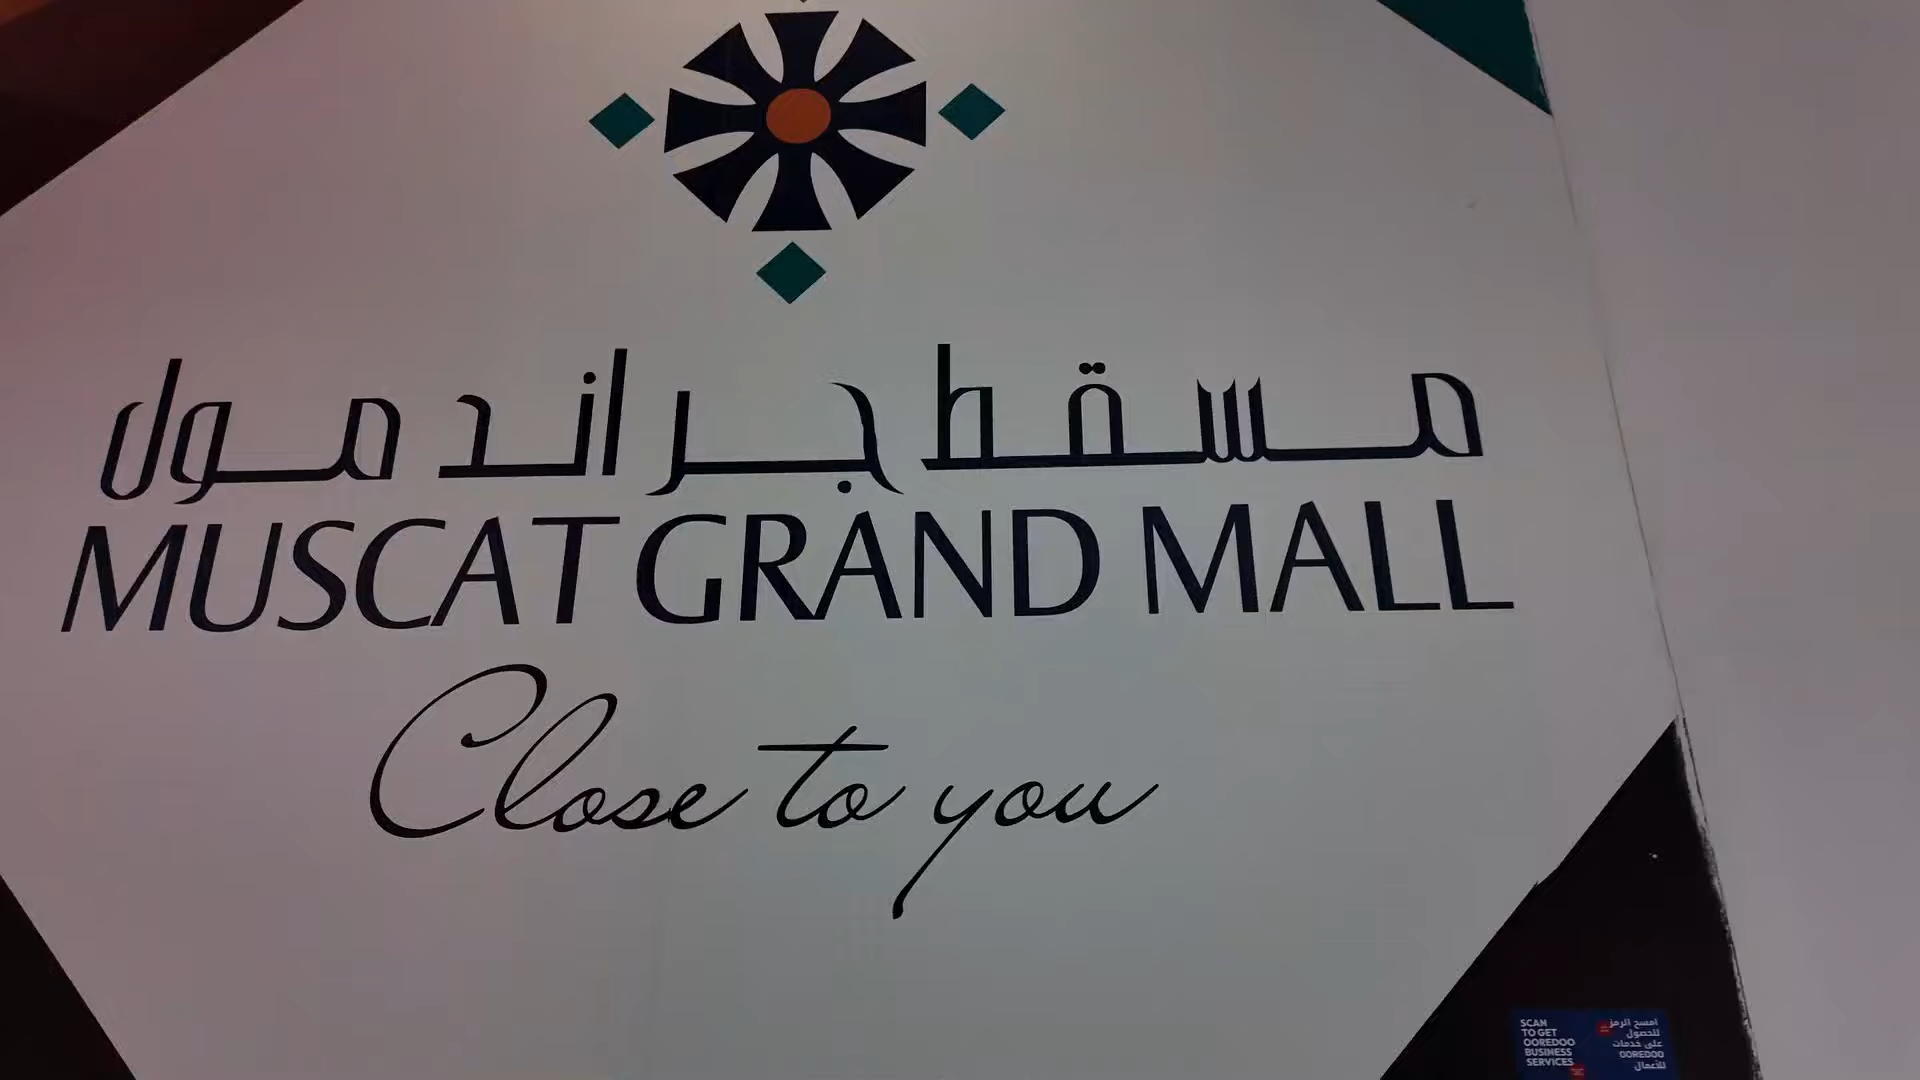 مسقط جراند مول
MUSCAT GRAND MALL
Close to you
SCAN
TO GET
OOREDOO
BUSINESS
SERVICES
امسح الرمز
للحصول
على خدمات
OOREDOO
للأعمال